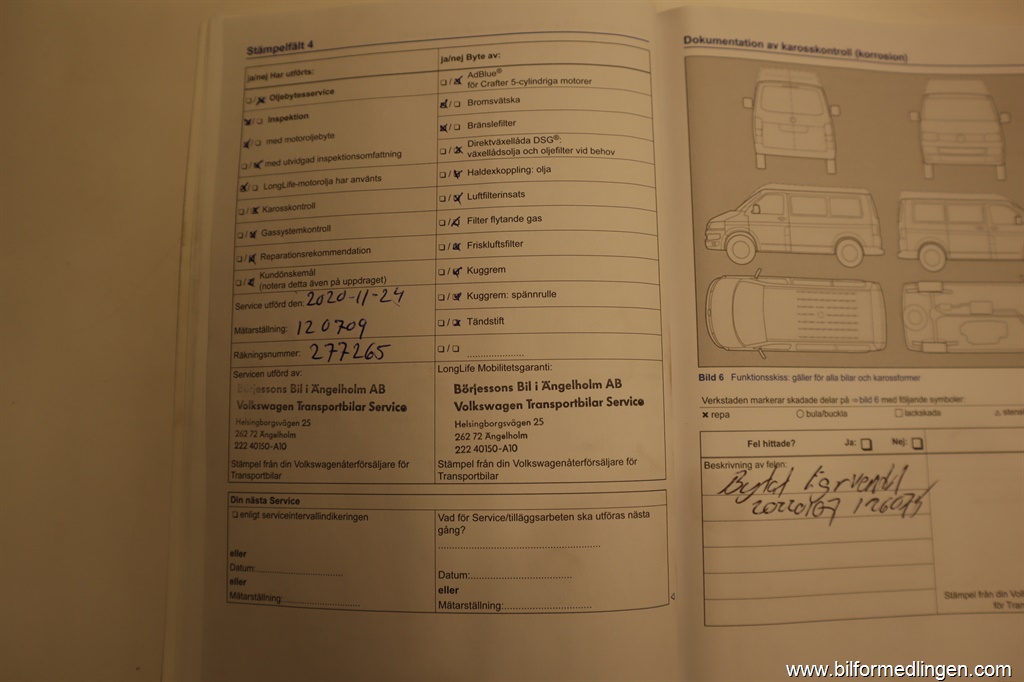 Stämpelfält 4
ja/nej Har utförts:
☐/☒ Oljebytesservice
☒/☐ Inspektion
☒/☐ med motoroljebyte
☐/☒ med utvidgad inspektionsomfattning
☒/☐ LongLife-motorolja har använts
☐/☒ Karosskontroll
☐/☒ Gassystemkontroll
☐/☒ Reparationsrekommendation
☐/☒ Kundönskemål
(notera detta även på uppdraget)
Service utförd den: 2020-11-24
Mätarställning: 120709
Räkningsnummer: 277265
Servicen utförd av:
Börjessons Bil i Ängelholm AB
Volkswagen Transportbilar Service
Helsingborgsvägen 25
262 72 Ängelholm
222 40150-A10
Stämpel från din Volkswagenåterförsäljare för
Transportbilar
ja/nej Byte av:
☐/☒ AdBlue®
för Crafter 5-cylindriga motorer
☒/☐ Bromsvätska
☒/☐ Bränslefilter
☐/☒ Direktväxellåda DSG®:
växellådsolja och oljefilter vid behov
☐/☒ Haldexkoppling: olja
☐/☒ Luftfilterinsats
☐/☒ Filter flytande gas
☐/☒ Friskluftsfilter
☐/☒ Kuggrem
☐/☒ Kuggrem: spännrulle
☐/☒ Tändstift
☐/☐ ....................
LongLife Mobilitetsgaranti:
Börjessons Bil i Ängelholm AB
Volkswagen Transportbilar Service
Helsingborgsvägen 25
262 72 Ängelholm
222 40150-A10
Stämpel från din Volkswagenåterförsäljare för
Transportbilar
Din nästa Service
☐ enligt serviceintervallindikeringen
eller
Datum:
eller
Mätarställning:
Vad för Service/tilläggsarbeten ska utföras nästa
gång?
Datum:
eller
Mätarställning:
Dokumentation av karosskontroll (korrosion)
Bild 6 Funktionsskiss: gäller för alla bilar och karossformer
Verkstaden markerar skadade delar på ⇒ bild 6 med följande symboler:
✖ repa ○ bula/buckla ☐ lackskada
Fel hittade? Ja: ☐ Nej: ☐
Beskrivning av felen:
Bytt
126075
Stämpel från din
för
www.bilformedlingen.com